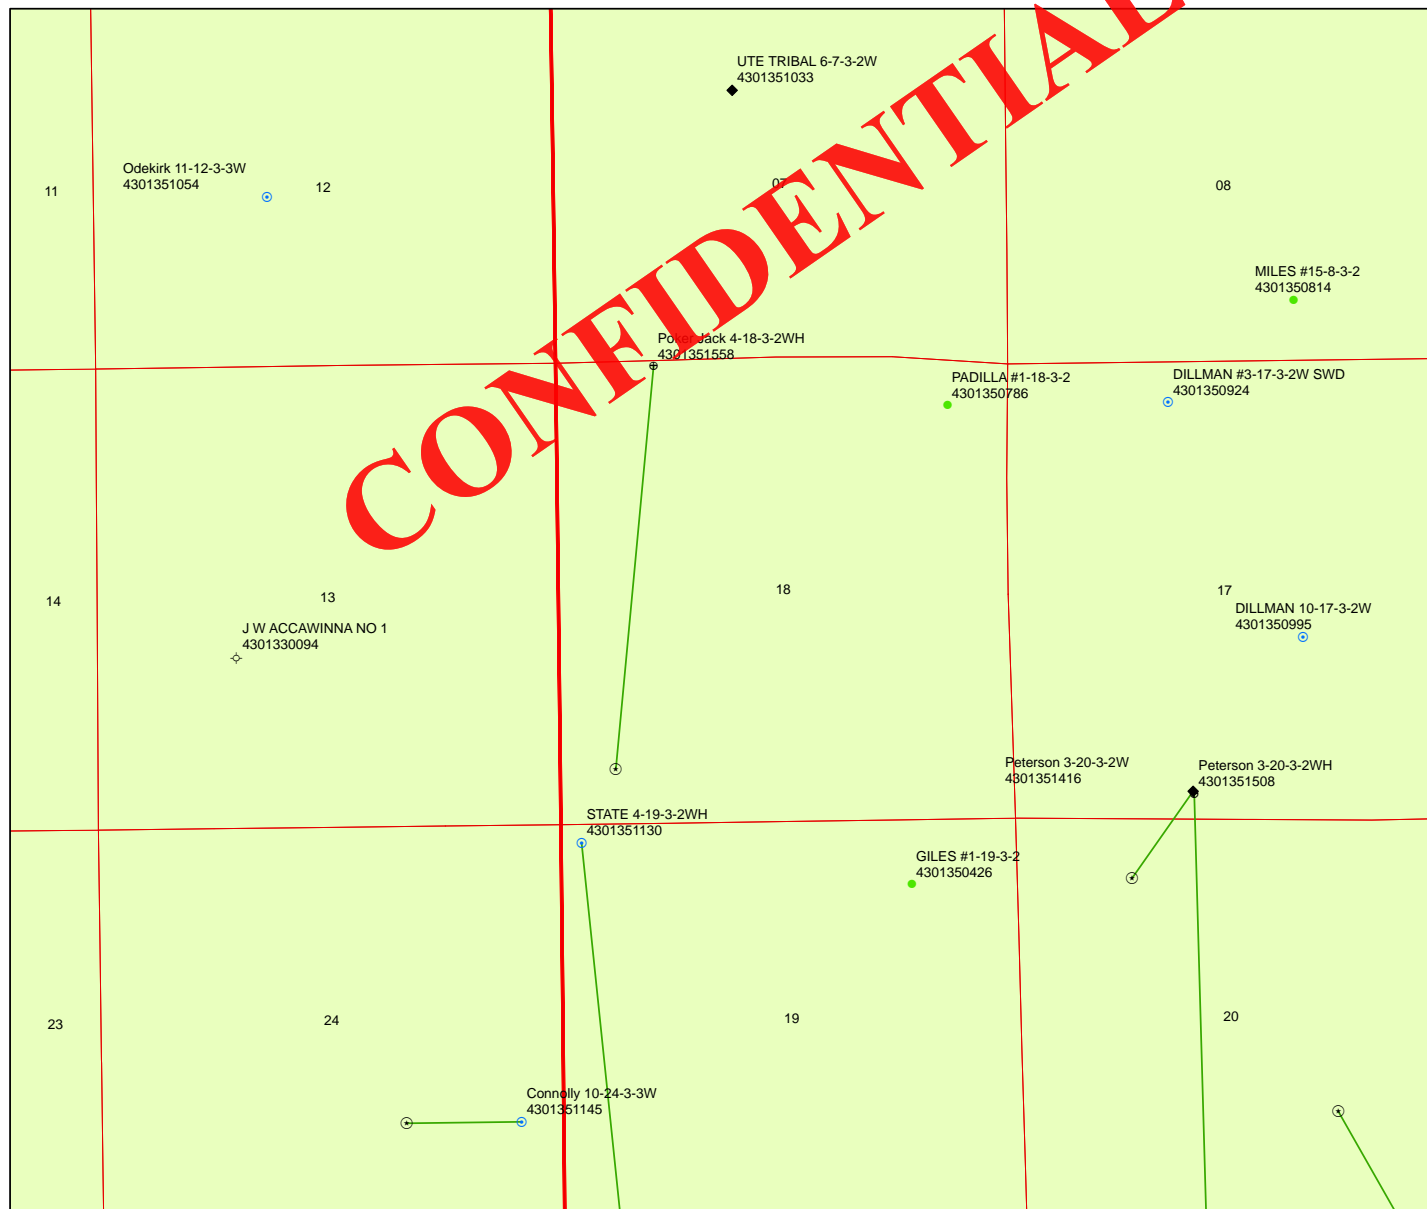 CONFIDENTIAL
UTE TRIBAL 6-7-3-2W
4301351033
Odekirk 11-12-3-3W
4301351054
11
12
07
08
MILES #15-8-3-2
4301350814
Poker Jack 4-18-3-2WH
4301351558
PADILLA #1-18-3-2
4301350786
DILLMAN #3-17-3-2W SWD
4301350924
14
13
18
17
J W ACCAWINNA NO 1
4301330094
DILLMAN 10-17-3-2W
4301350995
Peterson 3-20-3-2W
4301351416
Peterson 3-20-3-2WH
4301351508
STATE 4-19-3-2WH
4301351130
GILES #1-19-3-2
4301350426
23
24
19
20
Connolly 10-24-3-3W
4301351145